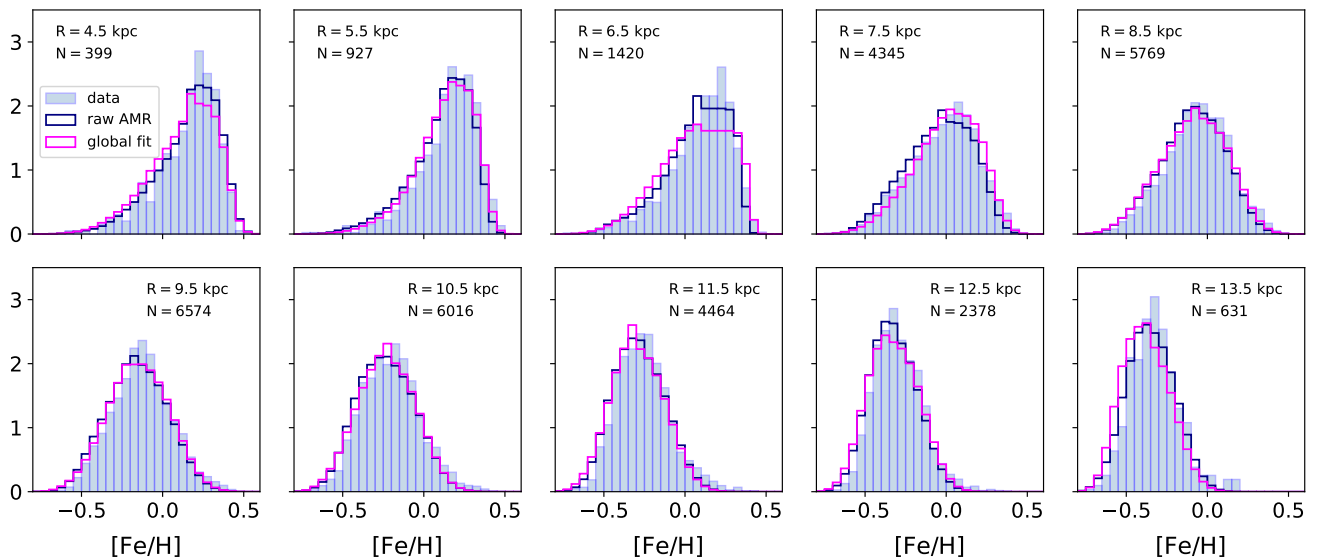 R = 4.5 kpc
N = 399
data
raw AMR
global fit
R = 5.5 kpc
N = 927
R = 6.5 kpc
N = 1420
R = 7.5 kpc
N = 4345
R = 8.5 kpc
N = 5769
3
2
1
0
R = 9.5 kpc
N = 6574
R = 10.5 kpc
N = 6016
R = 11.5 kpc
N = 4464
R = 12.5 kpc
N = 2378
R = 13.5 kpc
N = 631
3
2
1
0
−0.5 0.0 0.5
−0.5 0.0 0.5
−0.5 0.0 0.5
−0.5 0.0 0.5
−0.5 0.0 0.5
[Fe/H]
[Fe/H]
[Fe/H]
[Fe/H]
[Fe/H]